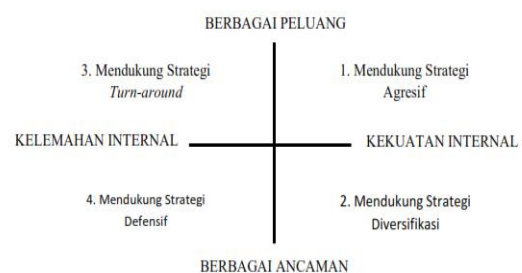 BERBAGAI PELUANG
3. Mendukung Strategi
Turn-around
1. Mendukung Strategi
Agresif
KELEMAHAN INTERNAL
KEKUATAN INTERNAL
4. Mendukung Strategi
Defensif
2. Mendukung Strategi
Diversifikasi
BERBAGAI ANCAMAN